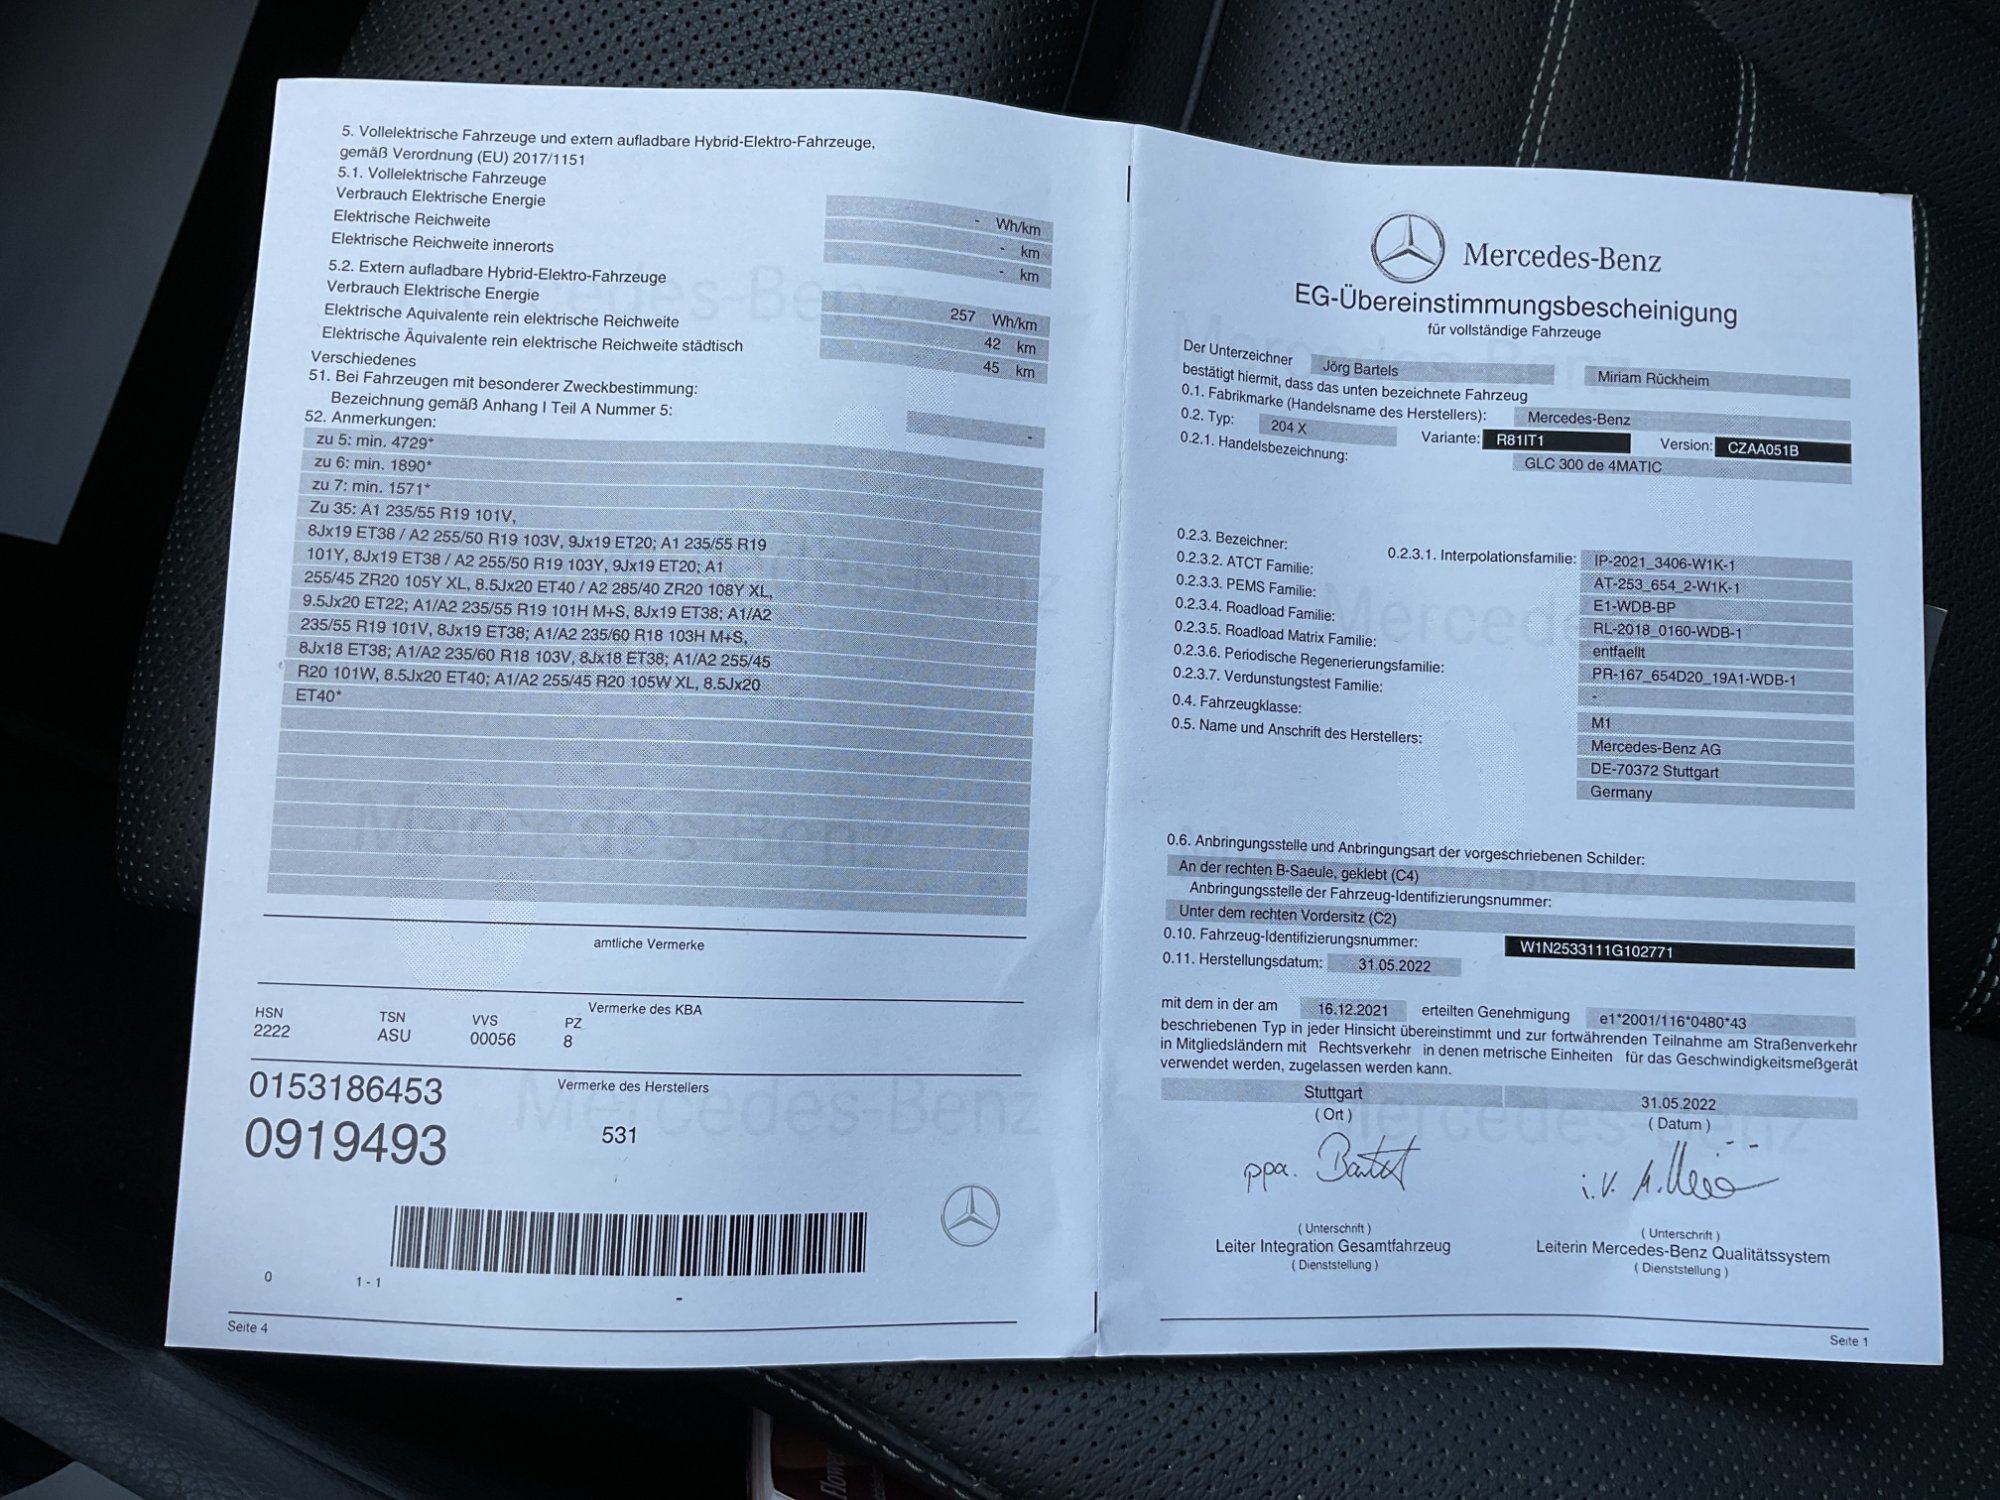 5. Vollelektrische Fahrzeuge und extern aufladbare Hybrid-Elektro-Fahrzeuge,
gemäß Verordnung (EU) 2017/1151
5.1. Vollelektrische Fahrzeuge
Verbrauch Elektrische Energie - Wh/km
Elektrische Reichweite - km
Elektrische Reichweite innerorts - km
5.2. Extern aufladbare Hybrid-Elektro-Fahrzeuge
Verbrauch Elektrische Energie 257 Wh/km
Elektrische Aquivalente rein elektrische Reichweite 42 km
Elektrische Äquivalente rein elektrische Reichweite städtisch 45 km
Verschiedenes
51. Bei Fahrzeugen mit besonderer Zweckbestimmung:
Bezeichnung gemäß Anhang I Teil A Nummer 5: -
52. Anmerkungen:
zu 5: min. 4729*
zu 6: min. 1890*
zu 7: min. 1571*
Zu 35: A1 235/55 R19 101V,
8Jx19 ET38 / A2 255/50 R19 103V, 9Jx19 ET20; A1 235/55 R19
101Y, 8Jx19 ET38 / A2 255/50 R19 103Y, 9Jx19 ET20; A1
255/45 ZR20 105Y XL, 8.5Jx20 ET40 / A2 285/40 ZR20 108Y XL,
9.5Jx20 ET22; A1/A2 235/55 R19 101H M+S, 8Jx19 ET38; A1/A2
235/55 R19 101V, 8Jx19 ET38; A1/A2 235/60 R18 103H M+S,
8Jx18 ET38; A1/A2 235/60 R18 103V, 8Jx18 ET38; A1/A2 255/45
R20 101W, 8.5Jx20 ET40; A1/A2 255/45 R20 105W XL, 8.5Jx20
ET40*
amtliche Vermerke
Vermerke des KBA
HSN TSN VVS PZ
2222 ASU 00056 8
Vermerke des Herstellers
0153186453
0919493
531
0 1 - 1 -
Seite 4
Mercedes-Benz
EG-Übereinstimmungsbescheinigung
für vollständige Fahrzeuge
Der Unterzeichner Jörg Bartels Miriam Rückheim
bestätigt hiermit, dass das unten bezeichnete Fahrzeug
0.1. Fabrikmarke (Handelsname des Herstellers): Mercedes-Benz
0.2. Typ: 204 X Variante: R81IT1 Version: CZAA051B
0.2.1. Handelsbezeichnung: GLC 300 de 4MATIC
0.2.3. Bezeichner: 0.2.3.1. Interpolationsfamilie: IP-2021_3406-W1K-1
0.2.3.2. ATCT Familie: AT-253_654_2-W1K-1
0.2.3.3. PEMS Familie: E1-WDB-BP
0.2.3.4. Roadload Familie: RL-2018_0160-WDB-1
0.2.3.5. Roadload Matrix Familie: entfaellt
0.2.3.6. Periodische Regenerierungsfamilie: PR-167_654D20_19A1-WDB-1
0.2.3.7. Verdunstungstest Familie: -
0.4. Fahrzeugklasse: M1
0.5. Name und Anschrift des Herstellers: Mercedes-Benz AG
DE-70372 Stuttgart
Germany
0.6. Anbringungsstelle und Anbringungsart der vorgeschriebenen Schilder:
An der rechten B-Saeule, geklebt (C4)
Anbringungsstelle der Fahrzeug-Identifizierungsnummer:
Unter dem rechten Vordersitz (C2)
0.10. Fahrzeug-Identifizierungsnummer: W1N2533111G102771
0.11. Herstellungsdatum: 31.05.2022
mit dem in der am 16.12.2021 erteilten Genehmigung e1*2001/116*0480*43
beschriebenen Typ in jeder Hinsicht übereinstimmt und zur fortwährenden Teilnahme am Straßenverkehr
in Mitgliedsländern mit Rechtsverkehr in denen metrische Einheiten für das Geschwindigkeitsmeßgerät
verwendet werden, zugelassen werden kann.
Stuttgart 31.05.2022
( Ort ) ( Datum )
ppa. i.V.
( Unterschrift ) ( Unterschrift )
Leiter Integration Gesamtfahrzeug Leiterin Mercedes-Benz Qualitätssystem
( Dienststellung ) ( Dienststellung )
Seite 1
Flower